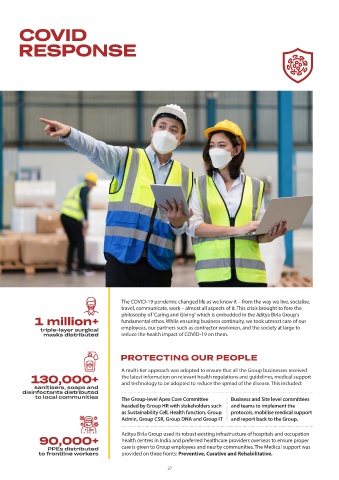 COVID
RESPONSE
The COVID-19 pandemic changed life as we know it – from the way we live, socialise,
travel, communicate, work – almost all aspects of it. This crisis brought to fore the
philosophy of 'Caring and Giving' which is embedded in the Aditya Birla Group's
fundamental ethos. While ensuring business continuity, we took utmost care of our
employees, our partners such as contractor workmen, and the society at large to
reduce the health impact of COVID-19 on them.
1 million+
triple-layer surgical
masks distributed
130,000+
sanitisers, soaps and
disinfectants distributed
to local communities
90,000+
PPEs distributed
to frontline workers
PROTECTING OUR PEOPLE
A multi-tier approach was adopted to ensure that all the Group businesses received
the latest information on relevant health regulations and guidelines, medical support
and technology to be adopted to reduce the spread of the disease. This included:
The Group-level Apex Core Committee
headed by Group HR with stakeholders such
as Sustainability Cell, Health function, Group
Admin, Group CSR, Group DNA and Group IT
Business and Site level committees
and teams to implement the
protocols, mobilise medical support
and report back to the Group.
Aditya Birla Group used its robust existing infrastructure of hospitals and occupation
health centres in India and preferred healthcare providers overseas to ensure proper
care is given to Group employees and nearby communities. The Medical support was
provided on three fronts: Preventive, Curative and Rehabilitative.